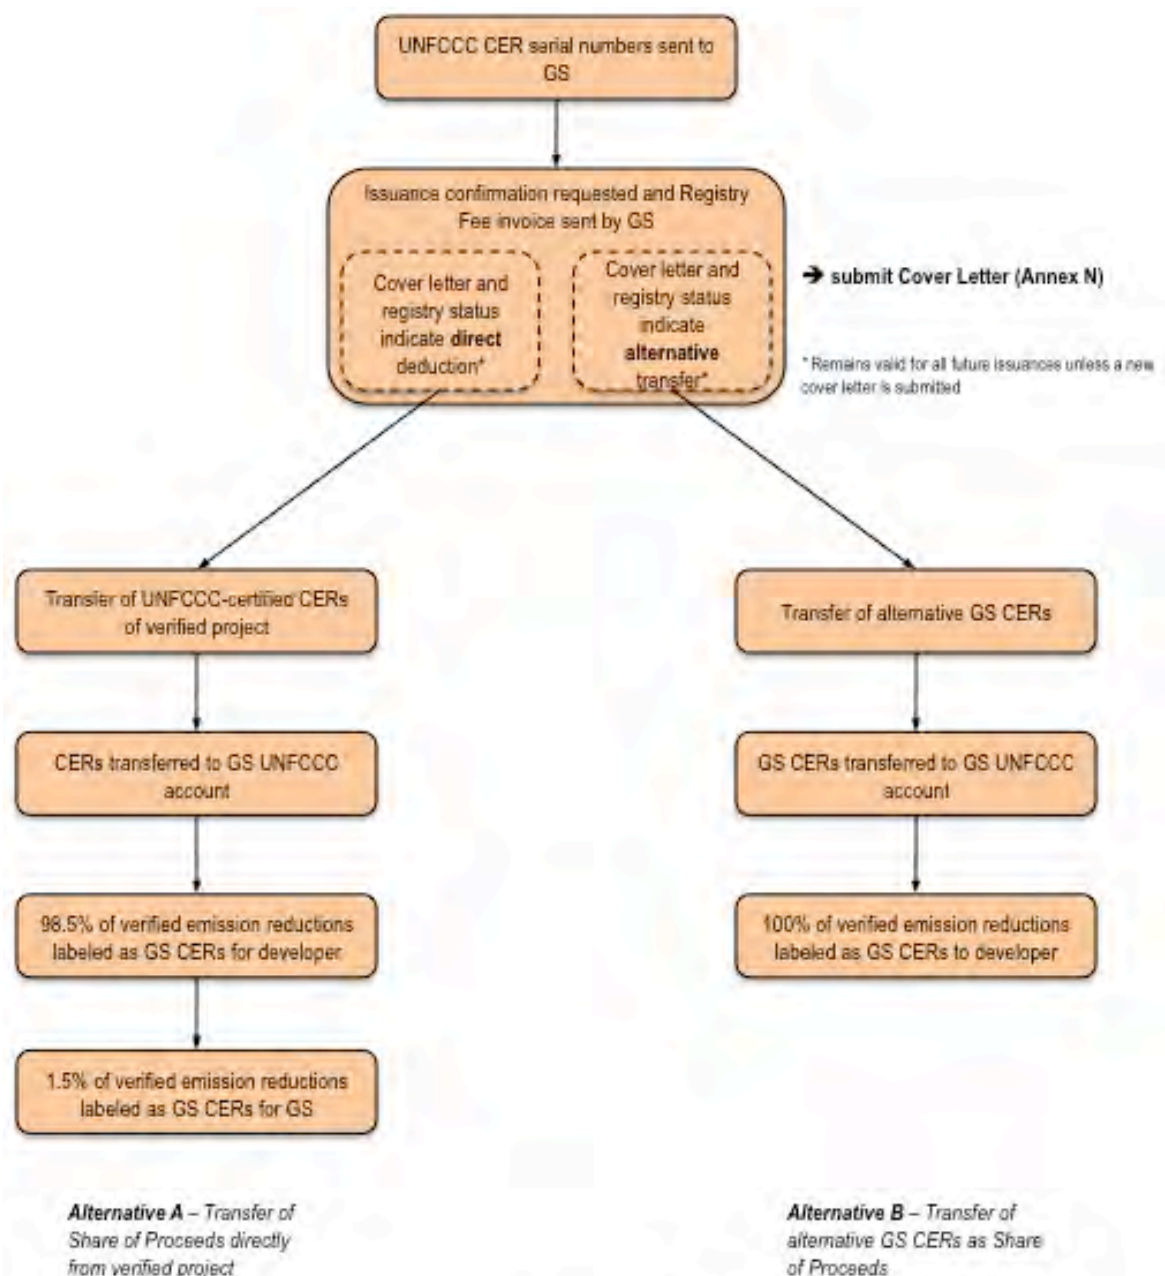 UNFCCC CER serial numbers sent to
GS
Issuance confirmation requested and Registry
Fee invoice sent by GS
Cover letter and
registry status
indicate direct
deduction*
Cover letter and
registry status
indicate
alternative
transfer*
➔ submit Cover Letter (Annex N)
* Remains valid for all future issuances unless a new
cover letter is submitted
Transfer of UNFCCC-certified CERs
of verified project
Transfer of alternative GS CERs
CERs transferred to GS UNFCCC
account
GS CERs transferred to GS UNFCCC
account
98.5% of verified emission reductions
labeled as GS CERs for developer
100% of verified emission reductions
labeled as GS CERs to developer
1.5% of verified emission reductions
labeled as GS CERs for GS
Alternative A – Transfer of
Share of Proceeds directly
from verified project
Alternative B – Transfer of
alternative GS CERs as Share
of Proceeds